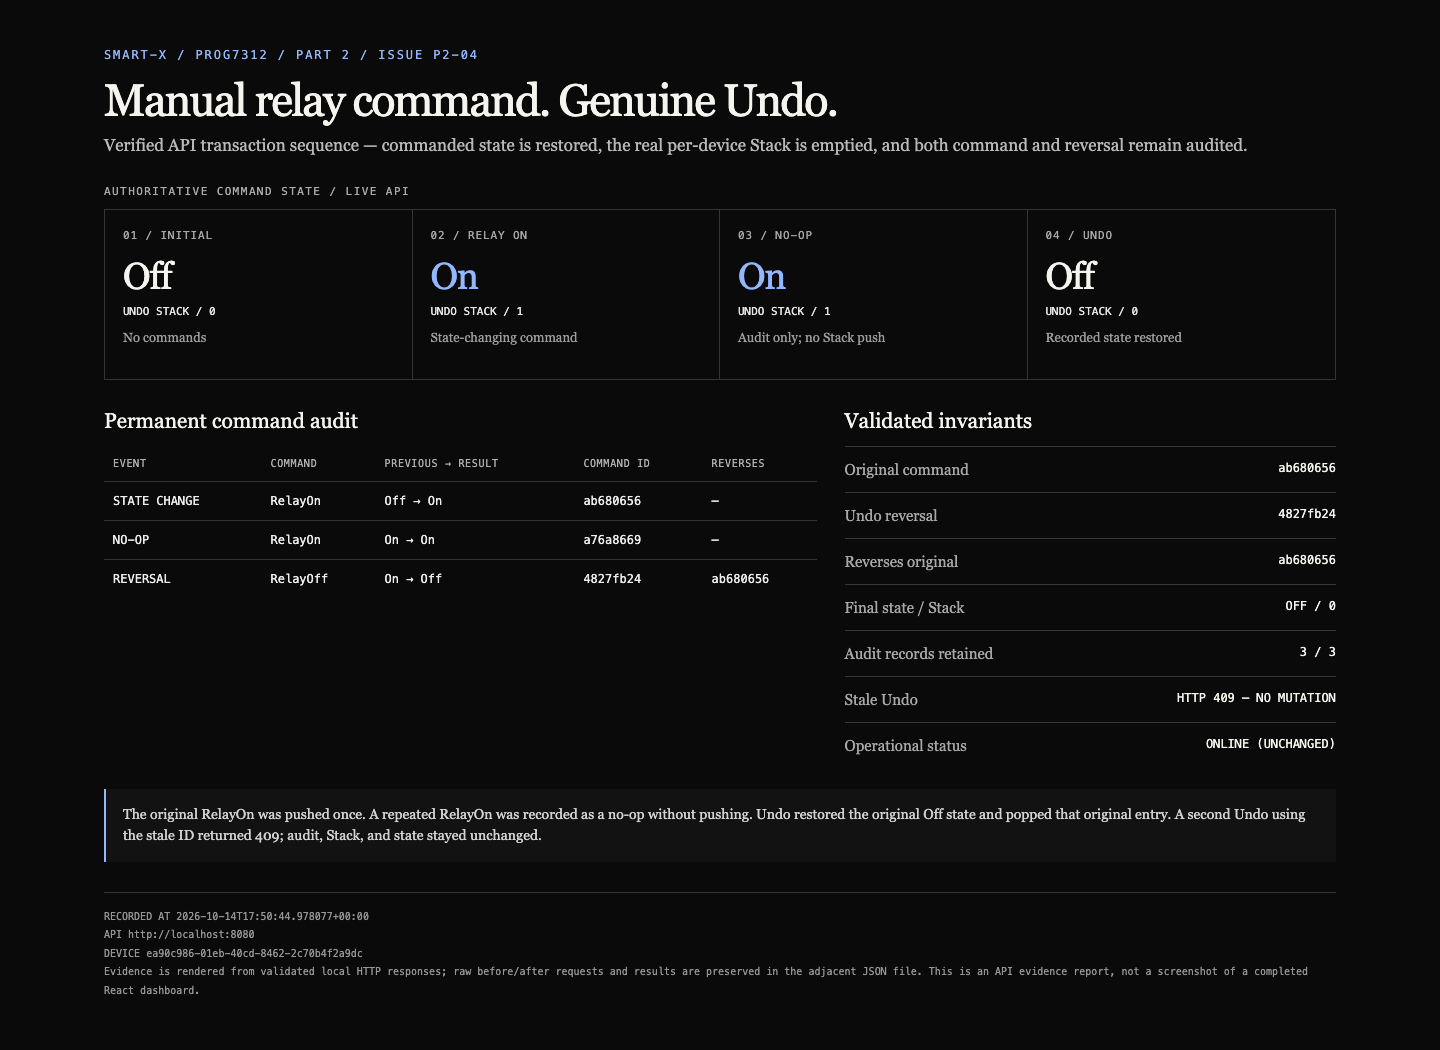 SMART-X / PROG7312 / PART 2 / ISSUE P2-04
Manual relay command. Genuine Undo.
Verified API transaction sequence — commanded state is restored, the real per-device Stack is emptied, and both command and reversal remain audited.
AUTHORITATIVE COMMAND STATE / LIVE API
01 / INITIAL
Off
UNDO STACK / 0
No commands
02 / RELAY ON
On
UNDO STACK / 1
State-changing command
03 / NO-OP
On
UNDO STACK / 1
Audit only; no Stack push
04 / UNDO
Off
UNDO STACK / 0
Recorded state restored
Permanent command audit
EVENT COMMAND PREVIOUS → RESULT COMMAND ID REVERSES
STATE CHANGE RelayOn Off → On ab680656 —
NO-OP RelayOn On → On a76a8669 —
REVERSAL RelayOff On → Off 4827fb24 ab680656
Validated invariants
Original command ab680656
Undo reversal 4827fb24
Reverses original ab680656
Final state / Stack OFF / 0
Audit records retained 3 / 3
Stale Undo HTTP 409 — NO MUTATION
Operational status ONLINE (UNCHANGED)
The original RelayOn was pushed once. A repeated RelayOn was recorded as a no-op without pushing. Undo restored the original Off state and popped that original entry. A second Undo using
the stale ID returned 409; audit, Stack, and state stayed unchanged.
RECORDED AT 2026-10-14T17:50:44.978077+00:00
API http://localhost:8080
DEVICE ea90c986-01eb-40cd-8462-2c70b4f2a9dc
Evidence is rendered from validated local HTTP responses; raw before/after requests and results are preserved in the adjacent JSON file. This is an API evidence report, not a screenshot of a completed
React dashboard.